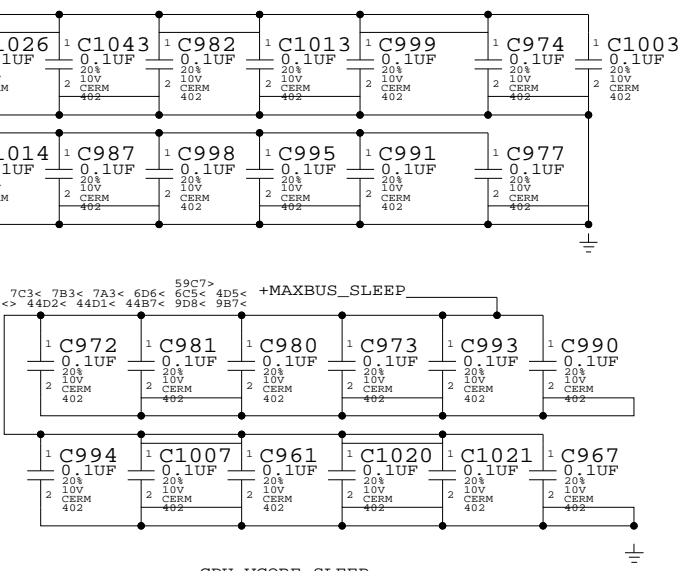 1026 C1043 C982 C1013 C999 C974 C1003
1UF 0.1UF 0.1UF 0.1UF 0.1UF 0.1UF 0.1UF
20% 20% 20% 20% 20% 20%
10V 10V 10V 10V 10V 10V
CERM CERM CERM CERM CERM CERM
402 402 402 402 402 402
1 1 1 1 1 1
2 2 2 2 2 2
1014 C987 C998 C995 C991 C977
1UF 0.1UF 0.1UF 0.1UF 0.1UF 0.1UF
20% 20% 20% 20% 20%
10V 10V 10V 10V 10V
CERM CERM CERM CERM CERM
402 402 402 402 402
1 1 1 1 1
2 2 2 2 2
59C7>
7C3< 7B3< 7A3< 6D6< 6C5< 4D5< +MAXBUS_SLEEP
<> 44D2< 44D1< 44B7< 9D8< 9B7<
C972 C981 C980 C973 C993 C990
0.1UF 0.1UF 0.1UF 0.1UF 0.1UF 0.1UF
20% 20% 20% 20% 20% 20%
10V 10V 10V 10V 10V 10V
CERM CERM CERM CERM CERM CERM
402 402 402 402 402 402
1 1 1 1 1 1
2 2 2 2 2 2
C994 C1007 C961 C1020 C1021 C967
0.1UF 0.1UF 0.1UF 0.1UF 0.1UF 0.1UF
20% 20% 20% 20% 20% 20%
10V 10V 10V 10V 10V 10V
CERM CERM CERM CERM CERM CERM
402 402 402 402 402 402
1 1 1 1 1 1
2 2 2 2 2 2
CPU_VCORE_SLEEP